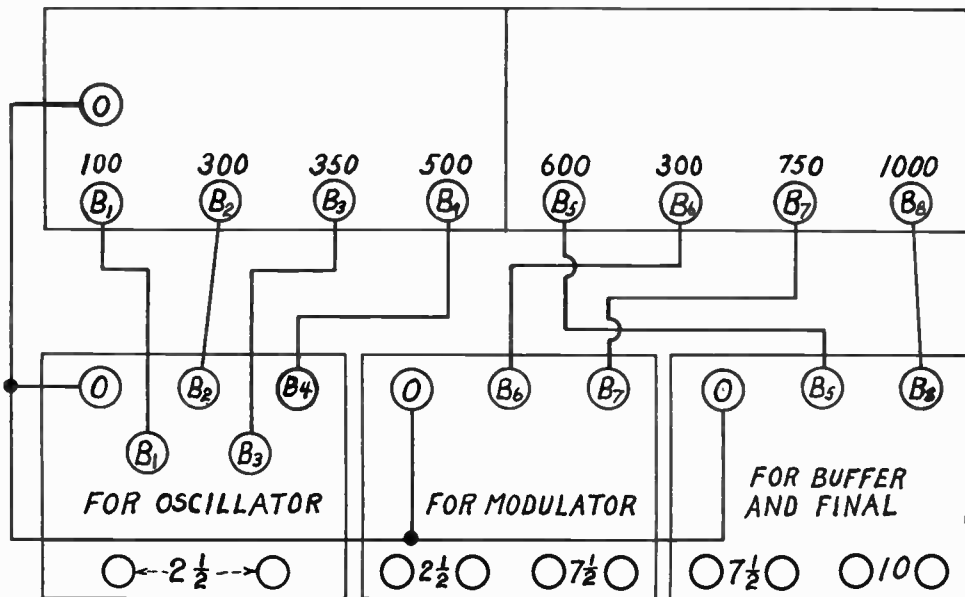 O
100 300 350 500 600 300 750 1000
B1 B2 B3 B4 B5 B6 B7 B8
O B2 B4 O B6 B7 O B5 B8
B1 B3
FOR OSCILLATOR
FOR MODULATOR
FOR BUFFER
AND FINAL
2 1/2
2 1/2 7 1/2
7 1/2 10